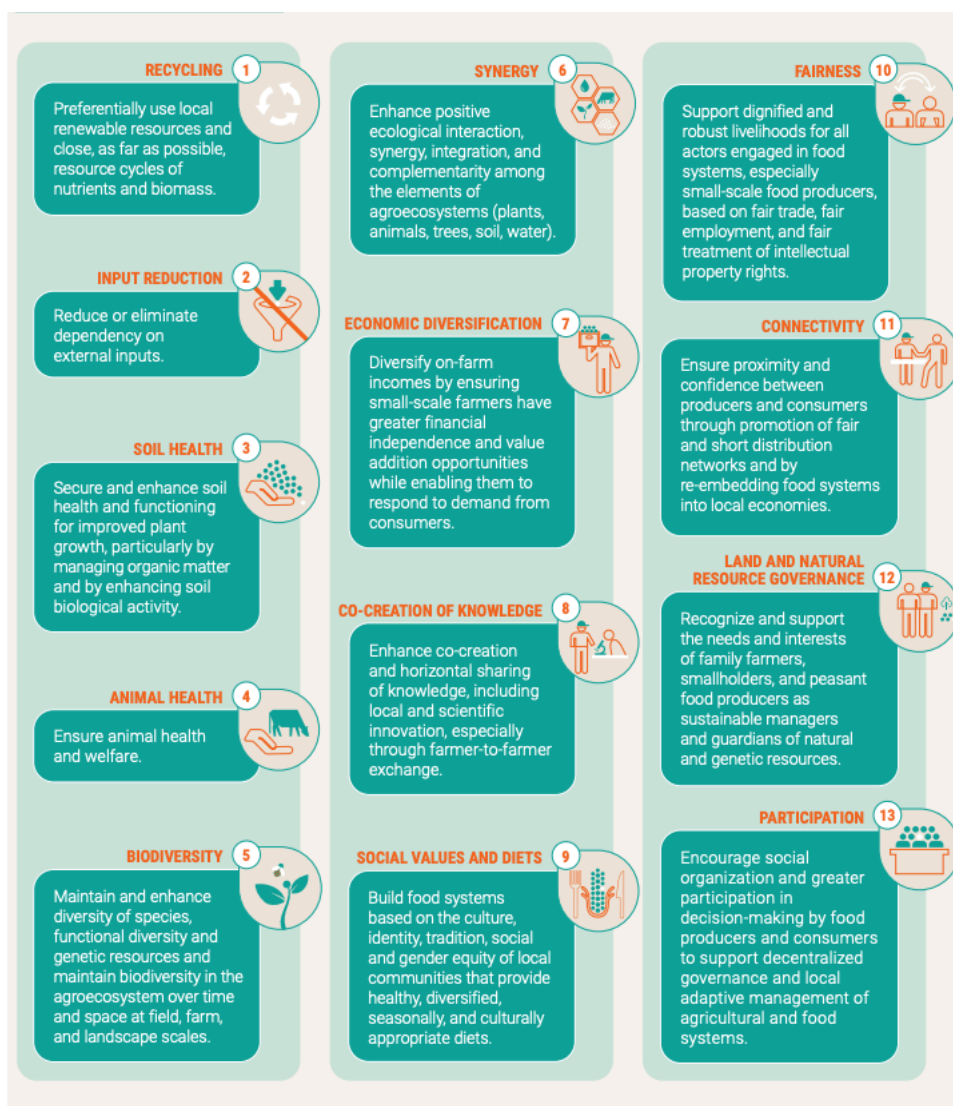 RECYCLING 1
Preferentially use local
renewable resources and
close, as far as possible,
resource cycles of
nutrients and biomass.
INPUT REDUCTION 2
Reduce or eliminate
dependency on
external inputs.
SOIL HEALTH 3
Secure and enhance soil
health and functioning
for improved plant
growth, particularly by
managing organic matter
and by enhancing soil
biological activity.
ANIMAL HEALTH 4
Ensure animal health
and welfare.
BIODIVERSITY 5
Maintain and enhance
diversity of species,
functional diversity and
genetic resources and
maintain biodiversity in the
agroecosystem over time
and space at field, farm,
and landscape scales.
SYNERGY 6
Enhance positive
ecological interaction,
synergy, integration, and
complementarity among
the elements of
agroecosystems (plants,
animals, trees, soil, water).
ECONOMIC DIVERSIFICATION 7
Diversify on-farm
incomes by ensuring
small-scale farmers have
greater financial
independence and value
addition opportunities
while enabling them to
respond to demand from
consumers.
CO-CREATION OF KNOWLEDGE 8
Enhance co-creation
and horizontal sharing
of knowledge, including
local and scientific
innovation, especially
through farmer-to-farmer
exchange.
SOCIAL VALUES AND DIETS 9
Build food systems
based on the culture,
identity, tradition, social
and gender equity of local
communities that provide
healthy, diversified,
seasonally, and culturally
appropriate diets.
FAIRNESS 10
Support dignified and
robust livelihoods for all
actors engaged in food
systems, especially
small-scale food producers,
based on fair trade, fair
employment, and fair
treatment of intellectual
property rights.
CONNECTIVITY 11
Ensure proximity and
confidence between
producers and consumers
through promotion of fair
and short distribution
networks and by
re-embedding food systems
into local economies.
LAND AND NATURAL
RESOURCE GOVERNANCE 12
Recognize and support
the needs and interests
of family farmers,
smallholders, and peasant
food producers as
sustainable managers
and guardians of natural
and genetic resources.
PARTICIPATION 13
Encourage social
organization and greater
participation in
decision-making by food
producers and consumers
to support decentralized
governance and local
adaptive management of
agricultural and food
systems.